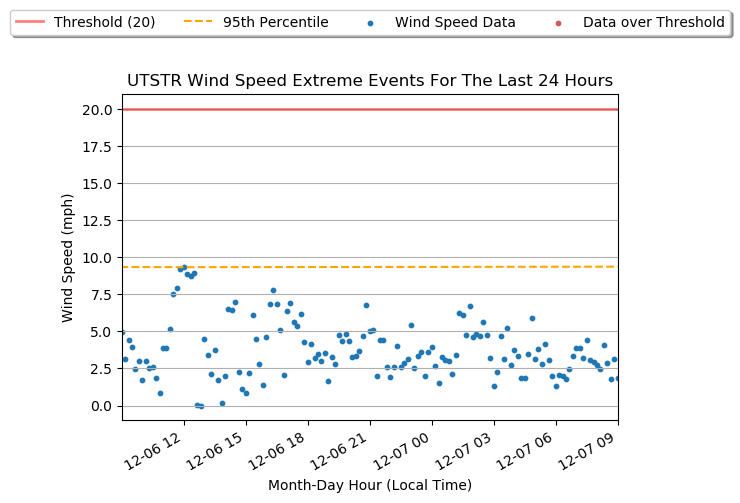 Threshold (20) 95th Percentile Wind Speed Data Data over Threshold
UTSTR Wind Speed Extreme Events For The Last 24 Hours
20.0
17.5
15.0
12.5
10.0
7.5
5.0
2.5
0.0
Wind Speed (mph)
12-06 12 12-06 15 12-06 18 12-06 21 12-07 00 12-07 03 12-07 06 12-07 09
Month-Day Hour (Local Time)